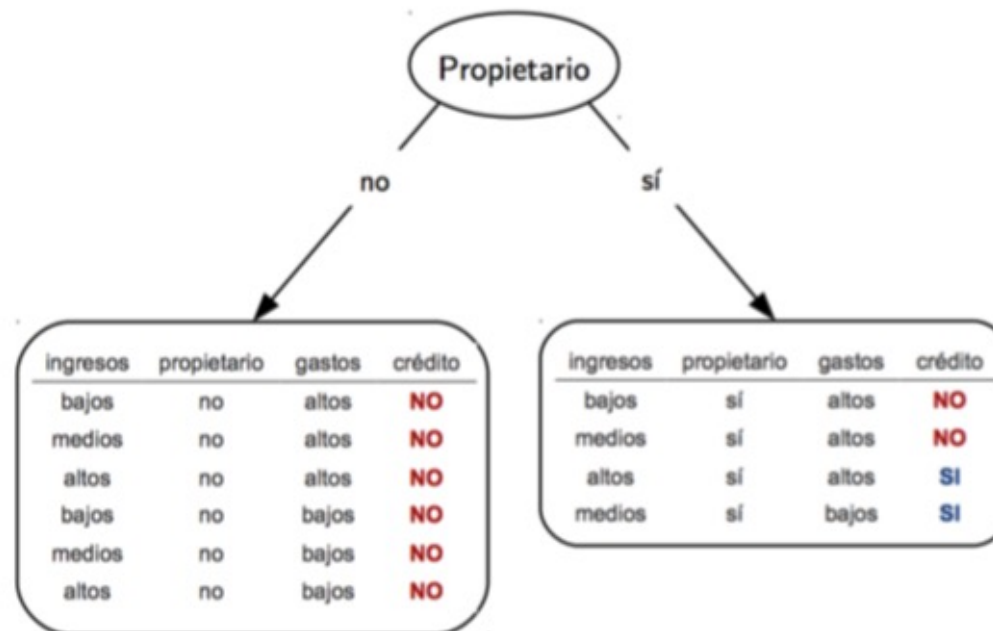 Propietario
no
sí
ingresos propietario gastos crédito
bajos no altos NO
medios no altos NO
altos no altos NO
bajos no bajos NO
medios no bajos NO
altos no bajos NO
ingresos propietario gastos crédito
bajos sí altos NO
medios sí altos NO
altos sí altos SI
medios sí bajos SI